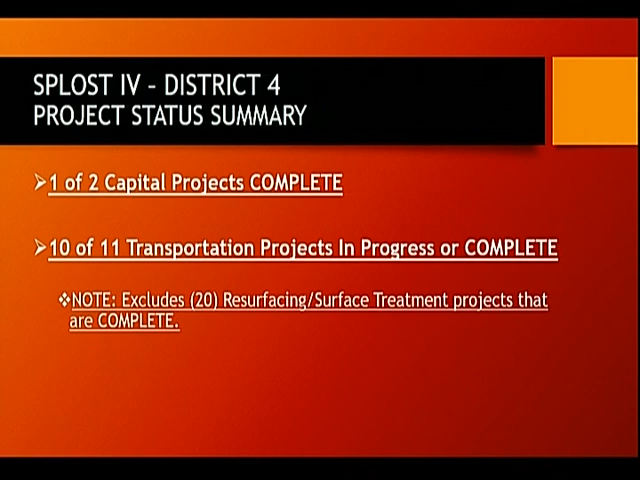 SPLOST IV – DISTRICT 4
PROJECT STATUS SUMMARY
1 of 2 Capital Projects COMPLETE
10 of 11 Transportation Projects In Progress or COMPLETE
NOTE: Excludes (20) Resurfacing/Surface Treatment projects that
are COMPLETE.